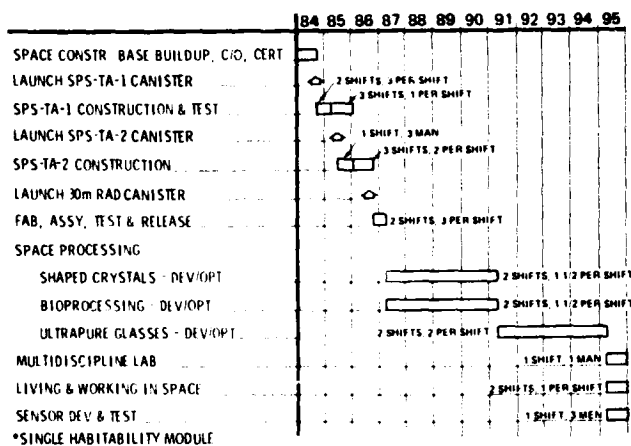 84 85 86 87 88 89 90 91 92 93 94 95
SPACE CONSTR BASE BUILDUP, C/O, CERT
LAUNCH SPS-TA-1 CANISTER
2 SHIFTS, 3 PER SHIFT
3 SHIFTS, 1 PER SHIFT
SPS-TA-1 CONSTRUCTION & TEST
LAUNCH SPS-TA-2 CANISTER
1 SHIFT, 3 MAN
3 SHIFTS, 2 PER SHIFT
SPS-TA-2 CONSTRUCTION
LAUNCH 30m RAD CANISTER
FAB, ASSY, TEST & RELEASE 2 SHIFTS, 3 PER SHIFT
SPACE PROCESSING
SHAPED CRYSTALS - DEV/OPT 2 SHIFTS, 1 1/2 PER SHIFT
BIOPROCESSING - DEV/OPT 2 SHIFTS, 1 1/2 PER SHIFT
ULTRAPURE GLASSES - DEV/OPT 2 SHIFTS, 2 PER SHIFT
MULTIDISCIPLINE LAB 1 SHIFT, 1 MAN
LIVING & WORKING IN SPACE 2 SHIFTS, 1 PER SHIFT
SENSOR DEV & TEST 1 SHIFT, 3 MEN
*SINGLE HABITABILITY MODULE